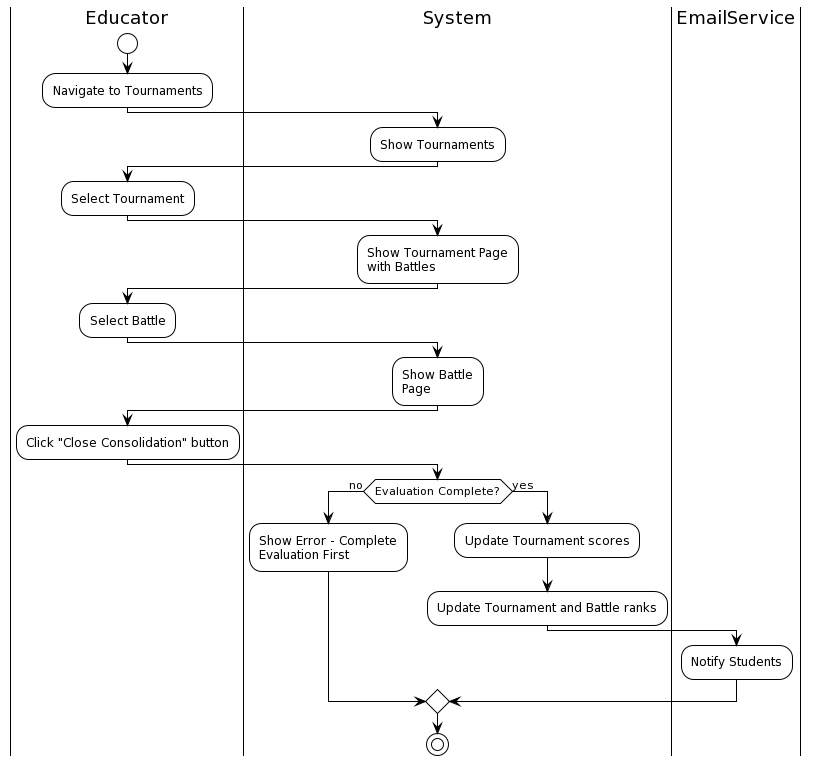 Educator
System
EmailService
Navigate to Tournaments
Show Tournaments
Select Tournament
Show Tournament Page
with Battles
Select Battle
Show Battle
Page
Click "Close Consolidation" button
no
Evaluation Complete?
yes
Show Error - Complete
Evaluation First
Update Tournament scores
Update Tournament and Battle ranks
Notify Students